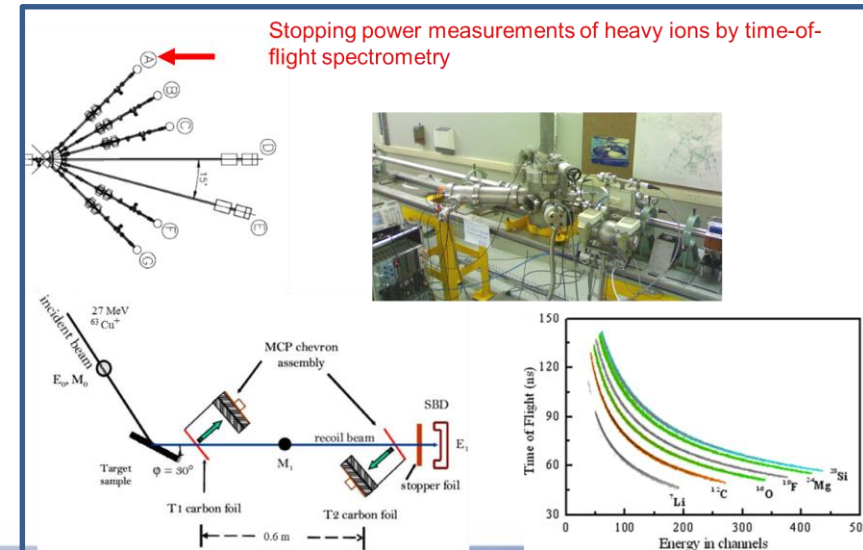 Stopping power measurements of heavy ions by time-of-
flight spectrometry
A
B
C
D
15°
E
F
G
incident beam
27 MeV
⁶³Cu⁺
E₀, M₀
MCP chevron
assembly
SBD
recoil beam
E₁
M₁
Target
sample
φ = 30°
stopper foil
T1 carbon foil
T2 carbon foil
0.6 m
Time of Flight (ns)
150
120
90
60
30
⁷Li
¹²C
¹⁶O
¹⁹F
²⁴Mg
²⁸Si
0
100
200
300
400
500
Energy in channels